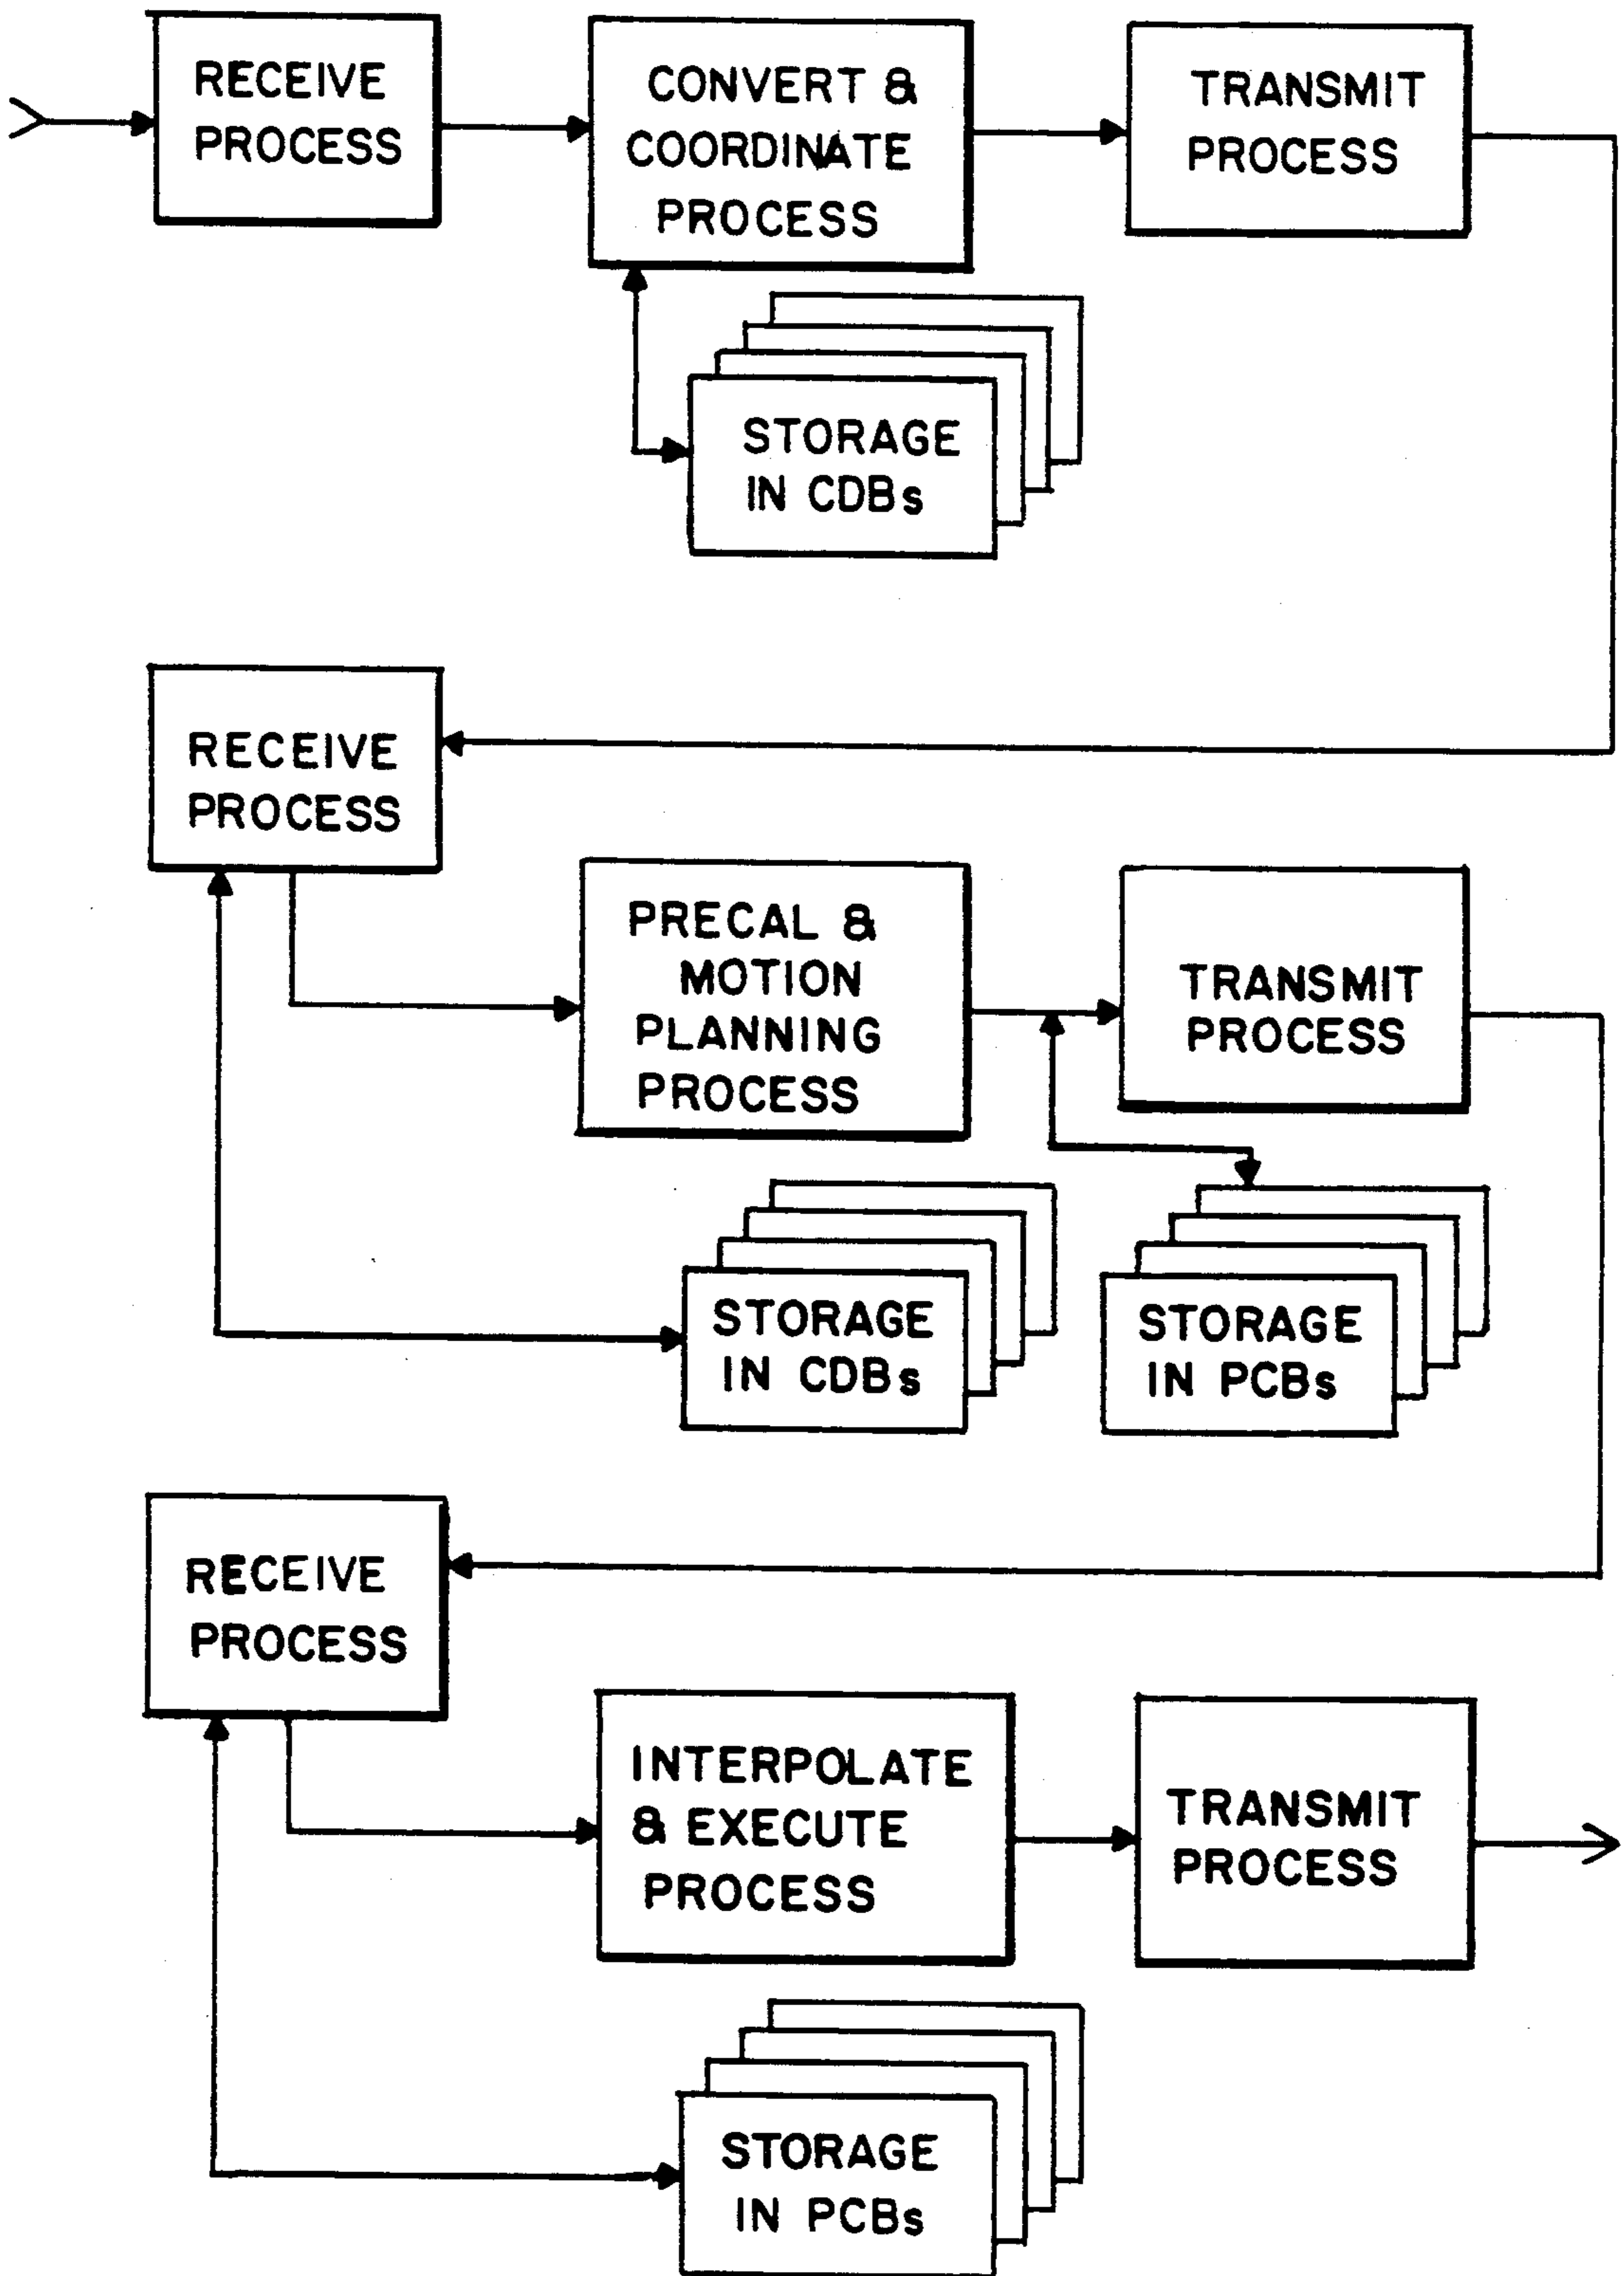 RECEIVE
PROCESS
CONVERT &
COORDINATE
PROCESS
TRANSMIT
PROCESS
STORAGE
IN CDBs
RECEIVE
PROCESS
PRECAL &
MOTION
PLANNING
PROCESS
TRANSMIT
PROCESS
STORAGE
IN CDBs
STORAGE
IN PCBs
RECEIVE
PROCESS
INTERPOLATE
& EXECUTE
PROCESS
TRANSMIT
PROCESS
STORAGE
IN PCBs